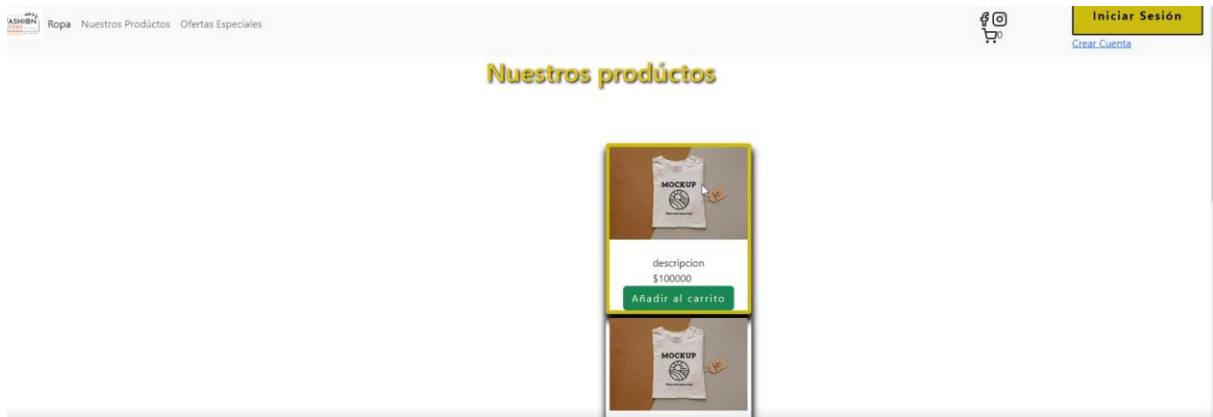 FASHION
Ropa Nuestros Prodúctos Ofertas Especiales
0
Iniciar Sesión
Crear Cuenta
Nuestros prodúctos
MOCKUP
descripcion
$100000
Añadir al carrito
MOCKUP